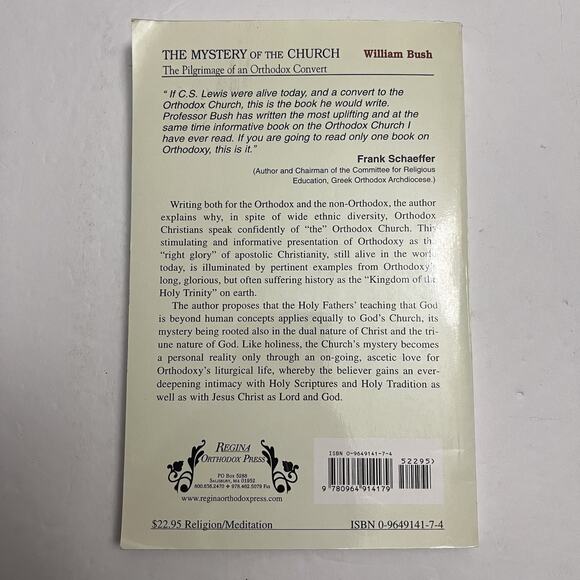 THE MYSTERY OF THE CHURCH William Bush
The Pilgrimage of an Orthodox Convert
" If C.S. Lewis were alive today, and a convert to the
Orthodox Church, this is the book he would write.
Professor Bush has written the most uplifting and at
the same time informative book on the Orthodox Church I
have ever read. If you are going to read only one book on
Orthodoxy, this is it."
Frank Schaeffer
(Author and Chairman of the Committee for Religious
Education, Greek Orthodox Archdiocese.)
Writing both for the Orthodox and the non-Orthodox, the author
explains why, in spite of wide ethnic diversity, Orthodox
Christians speak confidently of "the" Orthodox Church. This
stimulating and informative presentation of Orthodoxy as the
"right glory" of apostolic Christianity, still alive in the world
today, is illuminated by pertinent examples from Orthodoxy's
long, glorious, but often suffering history as the "Kingdom of the
Holy Trinity" on earth.
The author proposes that the Holy Fathers' teaching that God
is beyond human concepts applies equally to God's Church, its
mystery being rooted also in the dual nature of Christ and the tri-
une nature of God. Like holiness, the Church's mystery becomes
a personal reality only through an on-going, ascetic love for
Orthodoxy's liturgical life, whereby the believer gains an ever-
deepening intimacy with Holy Scriptures and Holy Tradition as
well as with Jesus Christ as Lord and God.
REGINA
ORTHODOX PRESS
PO Box 5288
SALISBURY, MA 01952
800.636.2470 978.462.5079 Fax
www.reginaorthodoxpress.com
ISBN 0-9649141-7-4
52295>
9 780964 914179
$22.95 Religion/Meditation ISBN 0-9649141-7-4